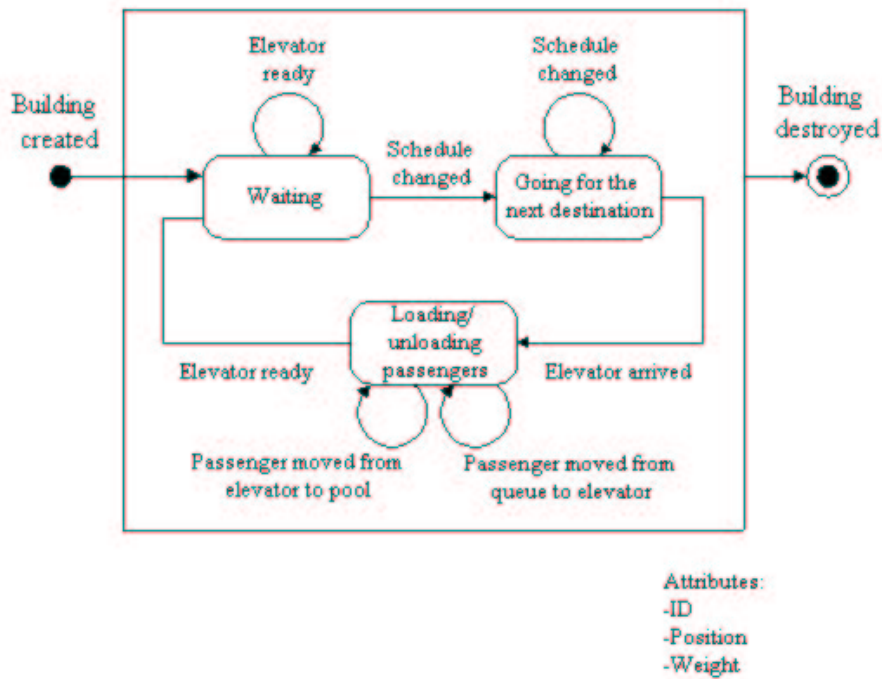 Elevator
ready
Schedule
changed
Building
created
Building
destroyed
Waiting
Schedule
changed
Going for the
next destination
Loading/
unloading
passengers
Elevator ready
Elevator arrived
Passenger moved from
elevator to pool
Passenger moved from
queue to elevator
Attributes:
-ID
-Position
-Weight